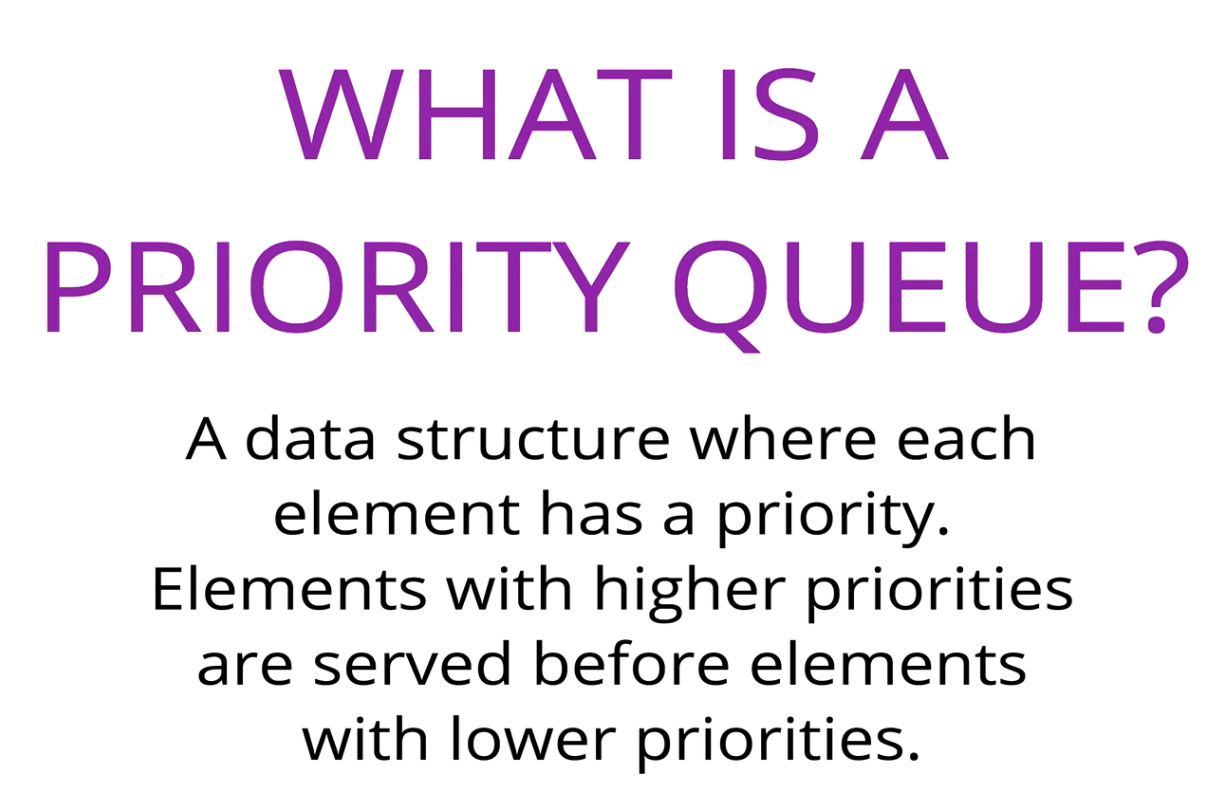 WHAT IS A
PRIORITY QUEUE?
A data structure where each
element has a priority.
Elements with higher priorities
are served before elements
with lower priorities.